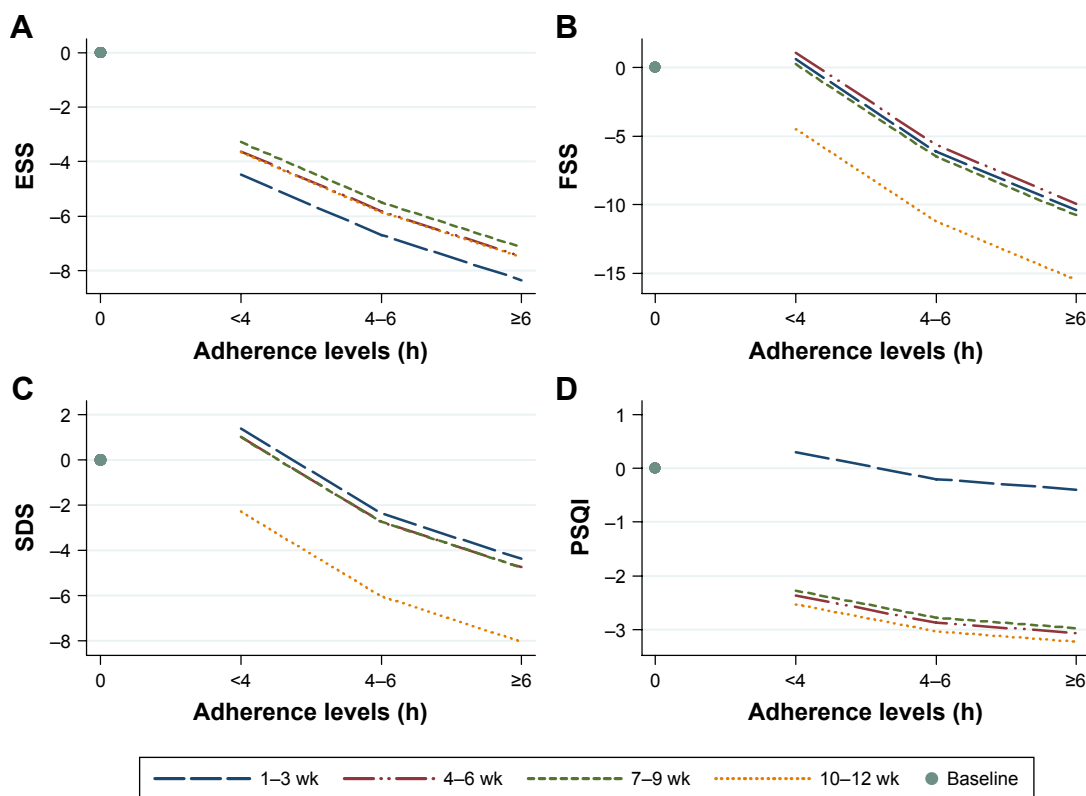 A
0
–2
–4
–6
–8
ESS
0
<4
4–6
≥6
Adherence levels (h)
B
0
–5
–10
–15
FSS
0
<4
4–6
≥6
Adherence levels (h)
C
2
0
–2
–4
–6
–8
SDS
0
<4
4–6
≥6
Adherence levels (h)
D
1
0
–1
–2
–3
PSQI
0
<4
4–6
≥6
Adherence levels (h)
1–3 wk 4–6 wk 7–9 wk 10–12 wk Baseline